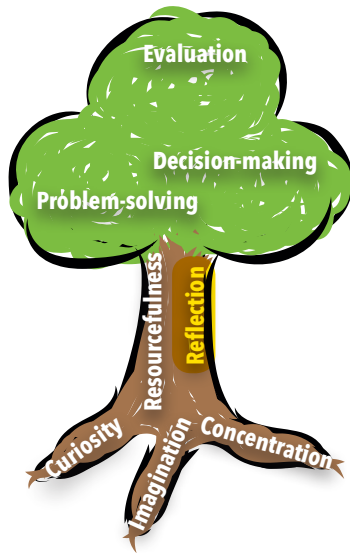 Evaluation
Decision-making
Problem-solving
Resourcefulness
Reflection
Curiosity
Imagination
Concentration